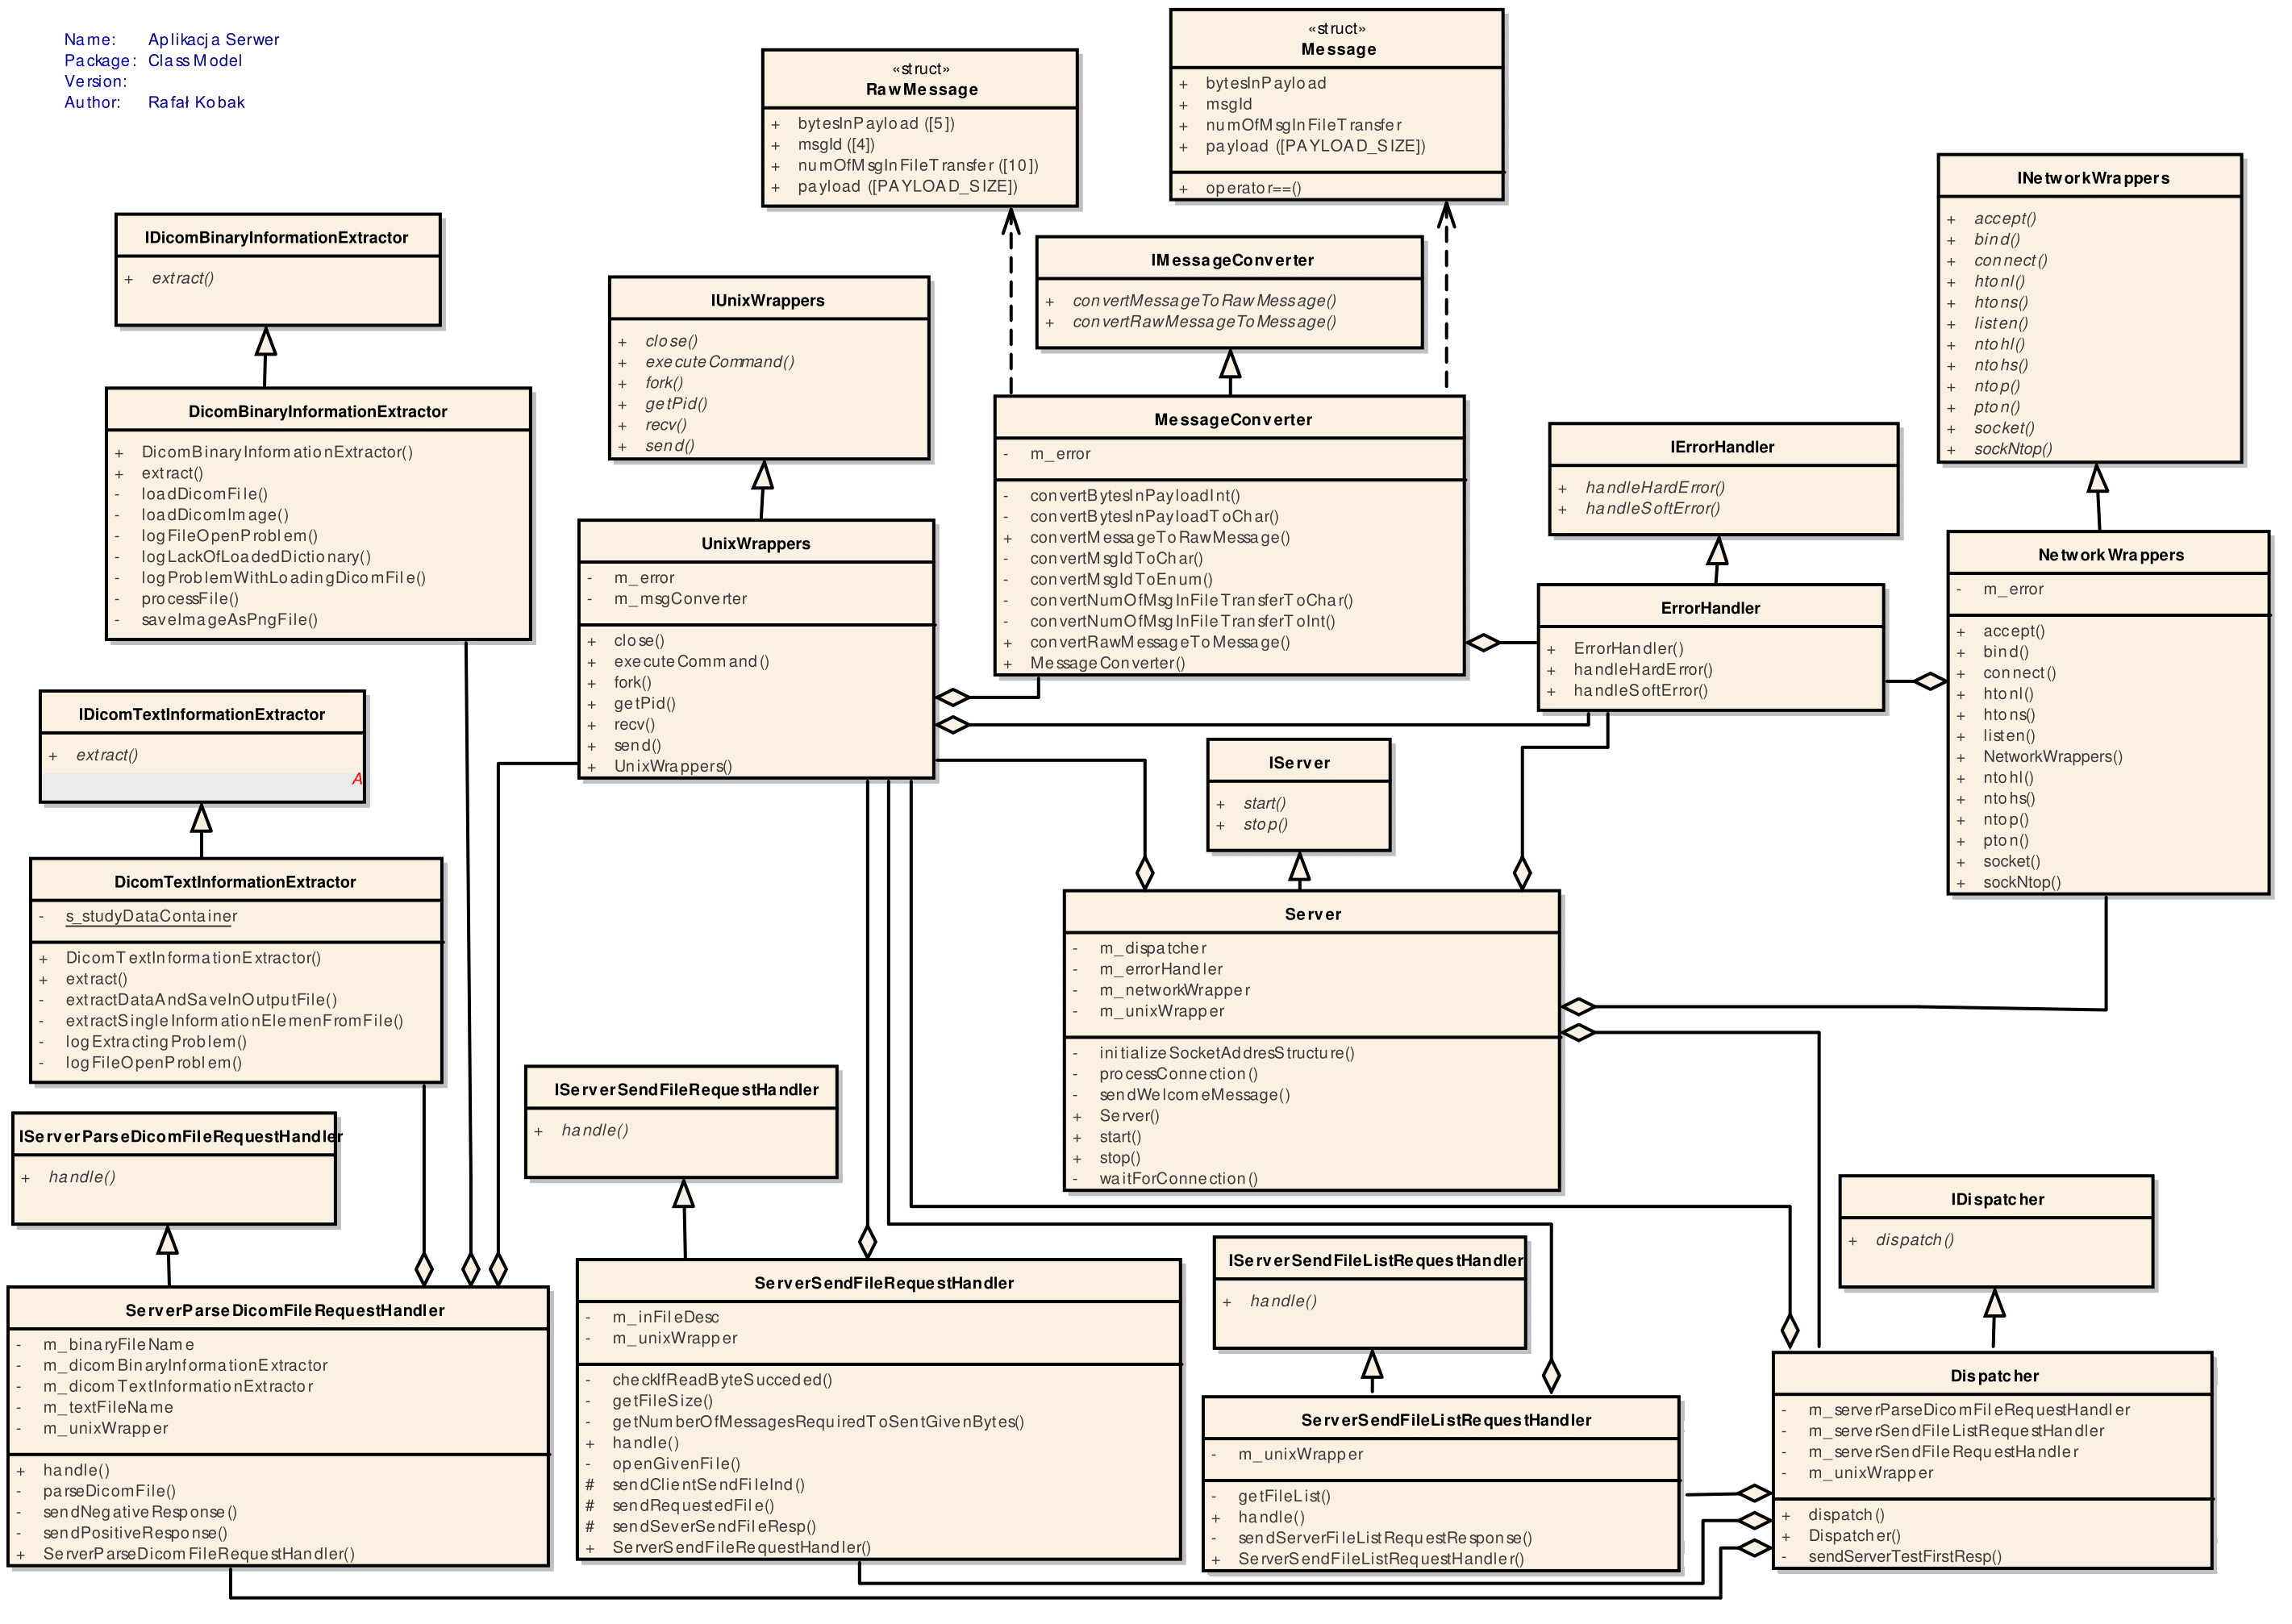 Name: Aplikacja Serwer
Package: Class Model
Version:
Author: Rafał Kobak
«struct»
RawMessage
+ bytesInPayload ([5])
+ msgId ([4])
+ numOfMsgInFileTransfer ([10])
+ payload ([PAYLOAD_SIZE])
«struct»
Message
+ bytesInPayload
+ msgId
+ numOfMsgInFileTransfer
+ payload ([PAYLOAD_SIZE])
+ operator==()
INetworkWrappers
+ accept()
+ bind()
+ connect()
+ htonl()
+ htons()
+ listen()
+ ntohl()
+ ntohs()
+ ntop()
+ pton()
+ socket()
+ sockNtop()
IDicomBinaryInformationExtractor
+ extract()
IUnixWrappers
+ close()
+ executeCommand()
+ fork()
+ getPid()
+ recv()
+ send()
IMessageConverter
+ convertMessageToRawMessage()
+ convertRawMessageToMessage()
DicomBinaryInformationExtractor
+ DicomBinaryInformationExtractor()
+ extract()
- loadDicomFile()
- loadDicomImage()
- logFileOpenProblem()
- logLackOfLoadedDictionary()
- logProblemWithLoadingDicomFile()
- processFile()
- saveImageAsPngFile()
MessageConverter
- m_error
- convertBytesInPayloadInt()
- convertBytesInPayloadToChar()
+ convertMessageToRawMessage()
- convertMsgIdToChar()
- convertMsgIdToEnum()
- convertNumOfMsgInFileTransferToChar()
- convertNumOfMsgInFileTransferToInt()
+ convertRawMessageToMessage()
+ MessageConverter()
IErrorHandler
+ handleHardError()
+ handleSoftError()
UnixWrappers
- m_error
- m_msgConverter
+ close()
+ executeCommand()
+ fork()
+ getPid()
+ recv()
+ send()
+ UnixWrappers()
ErrorHandler
+ ErrorHandler()
+ handleHardError()
+ handleSoftError()
NetworkWrappers
- m_error
+ accept()
+ bind()
+ connect()
+ htonl()
+ htons()
+ listen()
+ NetworkWrappers()
+ ntohl()
+ ntohs()
+ ntop()
+ pton()
+ socket()
+ sockNtop()
IDicomTextInformationExtractor
+ extract()
A
IServer
+ start()
+ stop()
DicomTextInformationExtractor
- s_studyDataContainer
+ DicomTextInformationExtractor()
+ extract()
- extractDataAndSaveInOutputFile()
- extractSingleInformationElemenFromFile()
- logExtractingProblem()
- logFileOpenProblem()
Server
- m_dispatcher
- m_errorHandler
- m_networkWrapper
- m_unixWrapper
- initializeSocketAddresStructure()
- processConnection()
- sendWelcomeMessage()
+ Server()
+ start()
+ stop()
- waitForConnection()
IServerParseDicomFileRequestHandler
+ handle()
IServerSendFileRequestHandler
+ handle()
IDispatcher
+ dispatch()
IServerSendFileListRequestHandler
+ handle()
ServerParseDicomFileRequestHandler
- m_binaryFileName
- m_dicomBinaryInformationExtractor
- m_dicomTextInformationExtractor
- m_textFileName
- m_unixWrapper
+ handle()
- parseDicomFile()
- sendNegativeResponse()
- sendPositiveResponse()
+ ServerParseDicomFileRequestHandler()
ServerSendFileRequestHandler
- m_inFileDesc
- m_unixWrapper
- checkIfReadByteSucceded()
- getFileSize()
- getNumberOfMessagesRequiredToSentGivenBytes()
+ handle()
- openGivenFile()
# sendClientSendFileInd()
# sendRequestedFile()
# sendSeverSendFileResp()
+ ServerSendFileRequestHandler()
ServerSendFileListRequestHandler
- m_unixWrapper
- getFileList()
+ handle()
- sendServerFileListRequestResponse()
+ ServerSendFileListRequestHandler()
Dispatcher
- m_serverParseDicomFileRequestHandler
- m_serverSendFileListRequestHandler
- m_serverSendFileRequestHandler
- m_unixWrapper
+ dispatch()
+ Dispatcher()
- sendServerTestFirstResp()